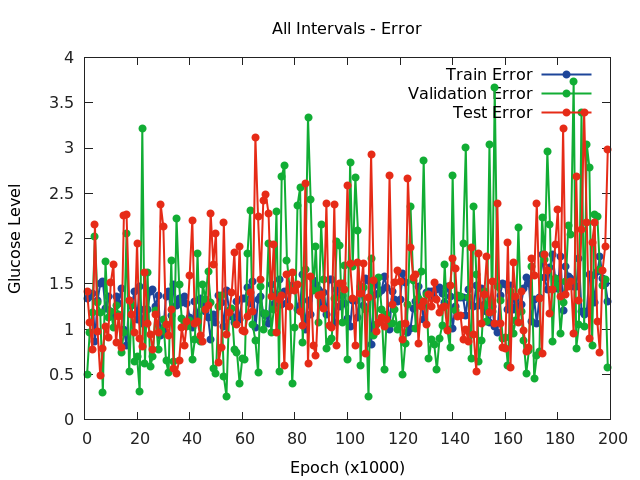 All Intervals - Error
Train Error
Validation Error
Test Error
Glucose Level
4
3.5
3
2.5
2
1.5
1
0.5
0
0 20 40 60 80 100 120 140 160 180 200
Epoch (x1000)